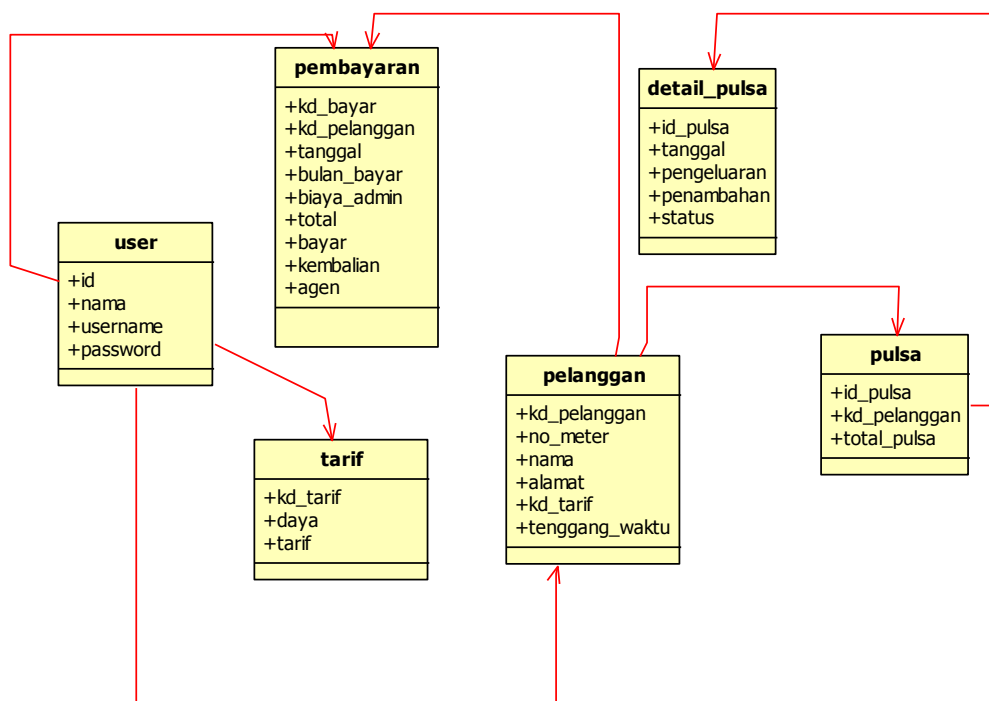 pembayaran
+kd_bayar
+kd_pelanggan
+tanggal
+bulan_bayar
+biaya_admin
+total
+bayar
+kembalian
+agen
detail_pulsa
+id_pulsa
+tanggal
+pengeluaran
+penambahan
+status
user
+id
+nama
+username
+password
pelanggan
+kd_pelanggan
+no_meter
+nama
+alamat
+kd_tarif
+tenggang_waktu
pulsa
+id_pulsa
+kd_pelanggan
+total_pulsa
tarif
+kd_tarif
+daya
+tarif